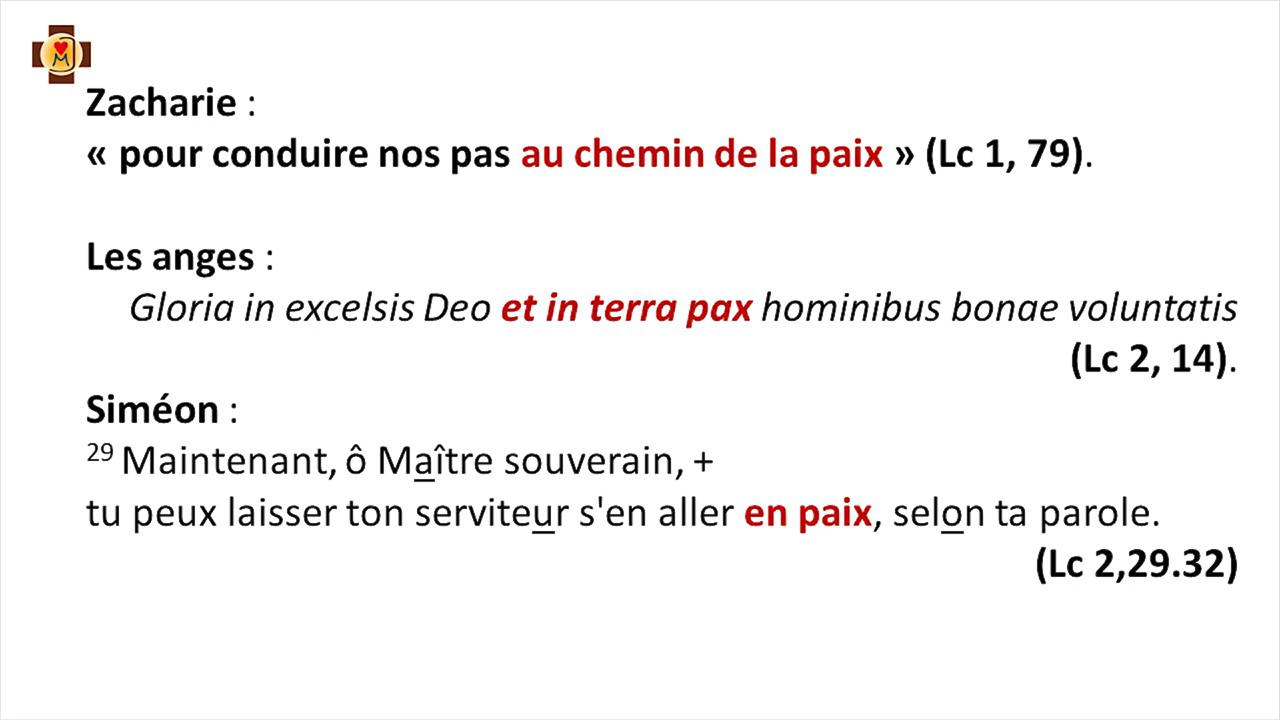 Zacharie :
« pour conduire nos pas au chemin de la paix » (Lc 1, 79).
Les anges :
Gloria in excelsis Deo et in terra pax hominibus bonae voluntatis
(Lc 2, 14).
Siméon :
29 Maintenant, ô Maître souverain, +
tu peux laisser ton serviteur s'en aller en paix, selon ta parole.
(Lc 2,29.32)